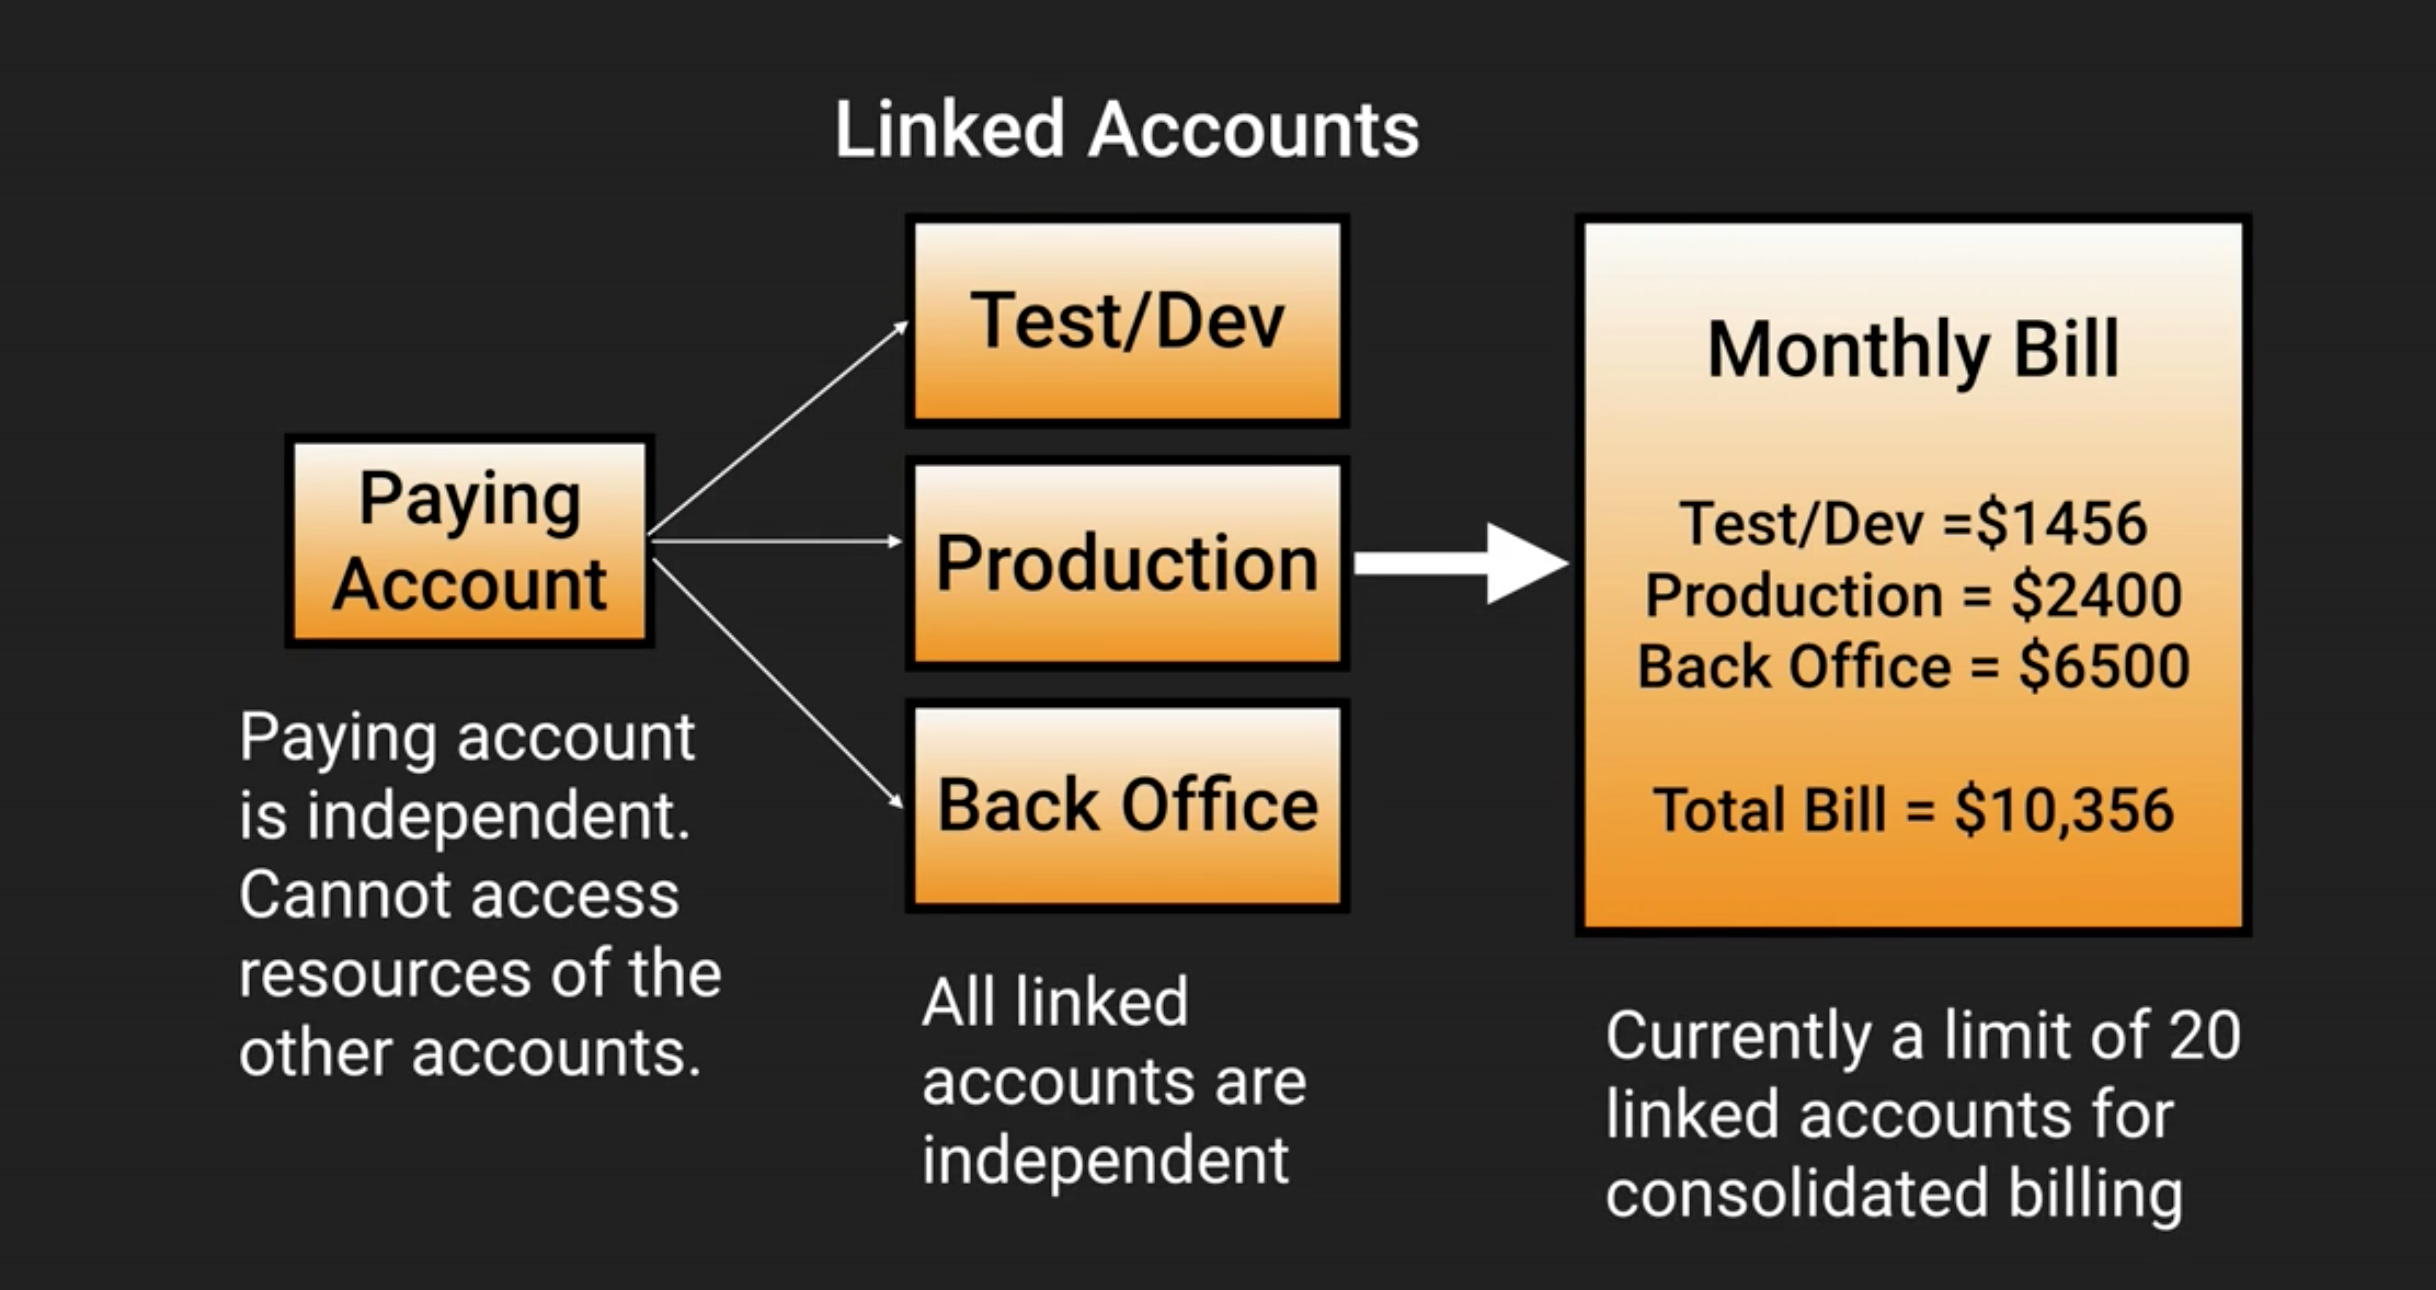 Linked Accounts
Paying
Account
Paying account
is independent.
Cannot access
resources of the
other accounts.
Test/Dev
Production
Back Office
All linked
accounts are
independent
Monthly Bill
Test/Dev =$1456
Production = $2400
Back Office = $6500
Total Bill = $10,356
Currently a limit of 20
linked accounts for
consolidated billing